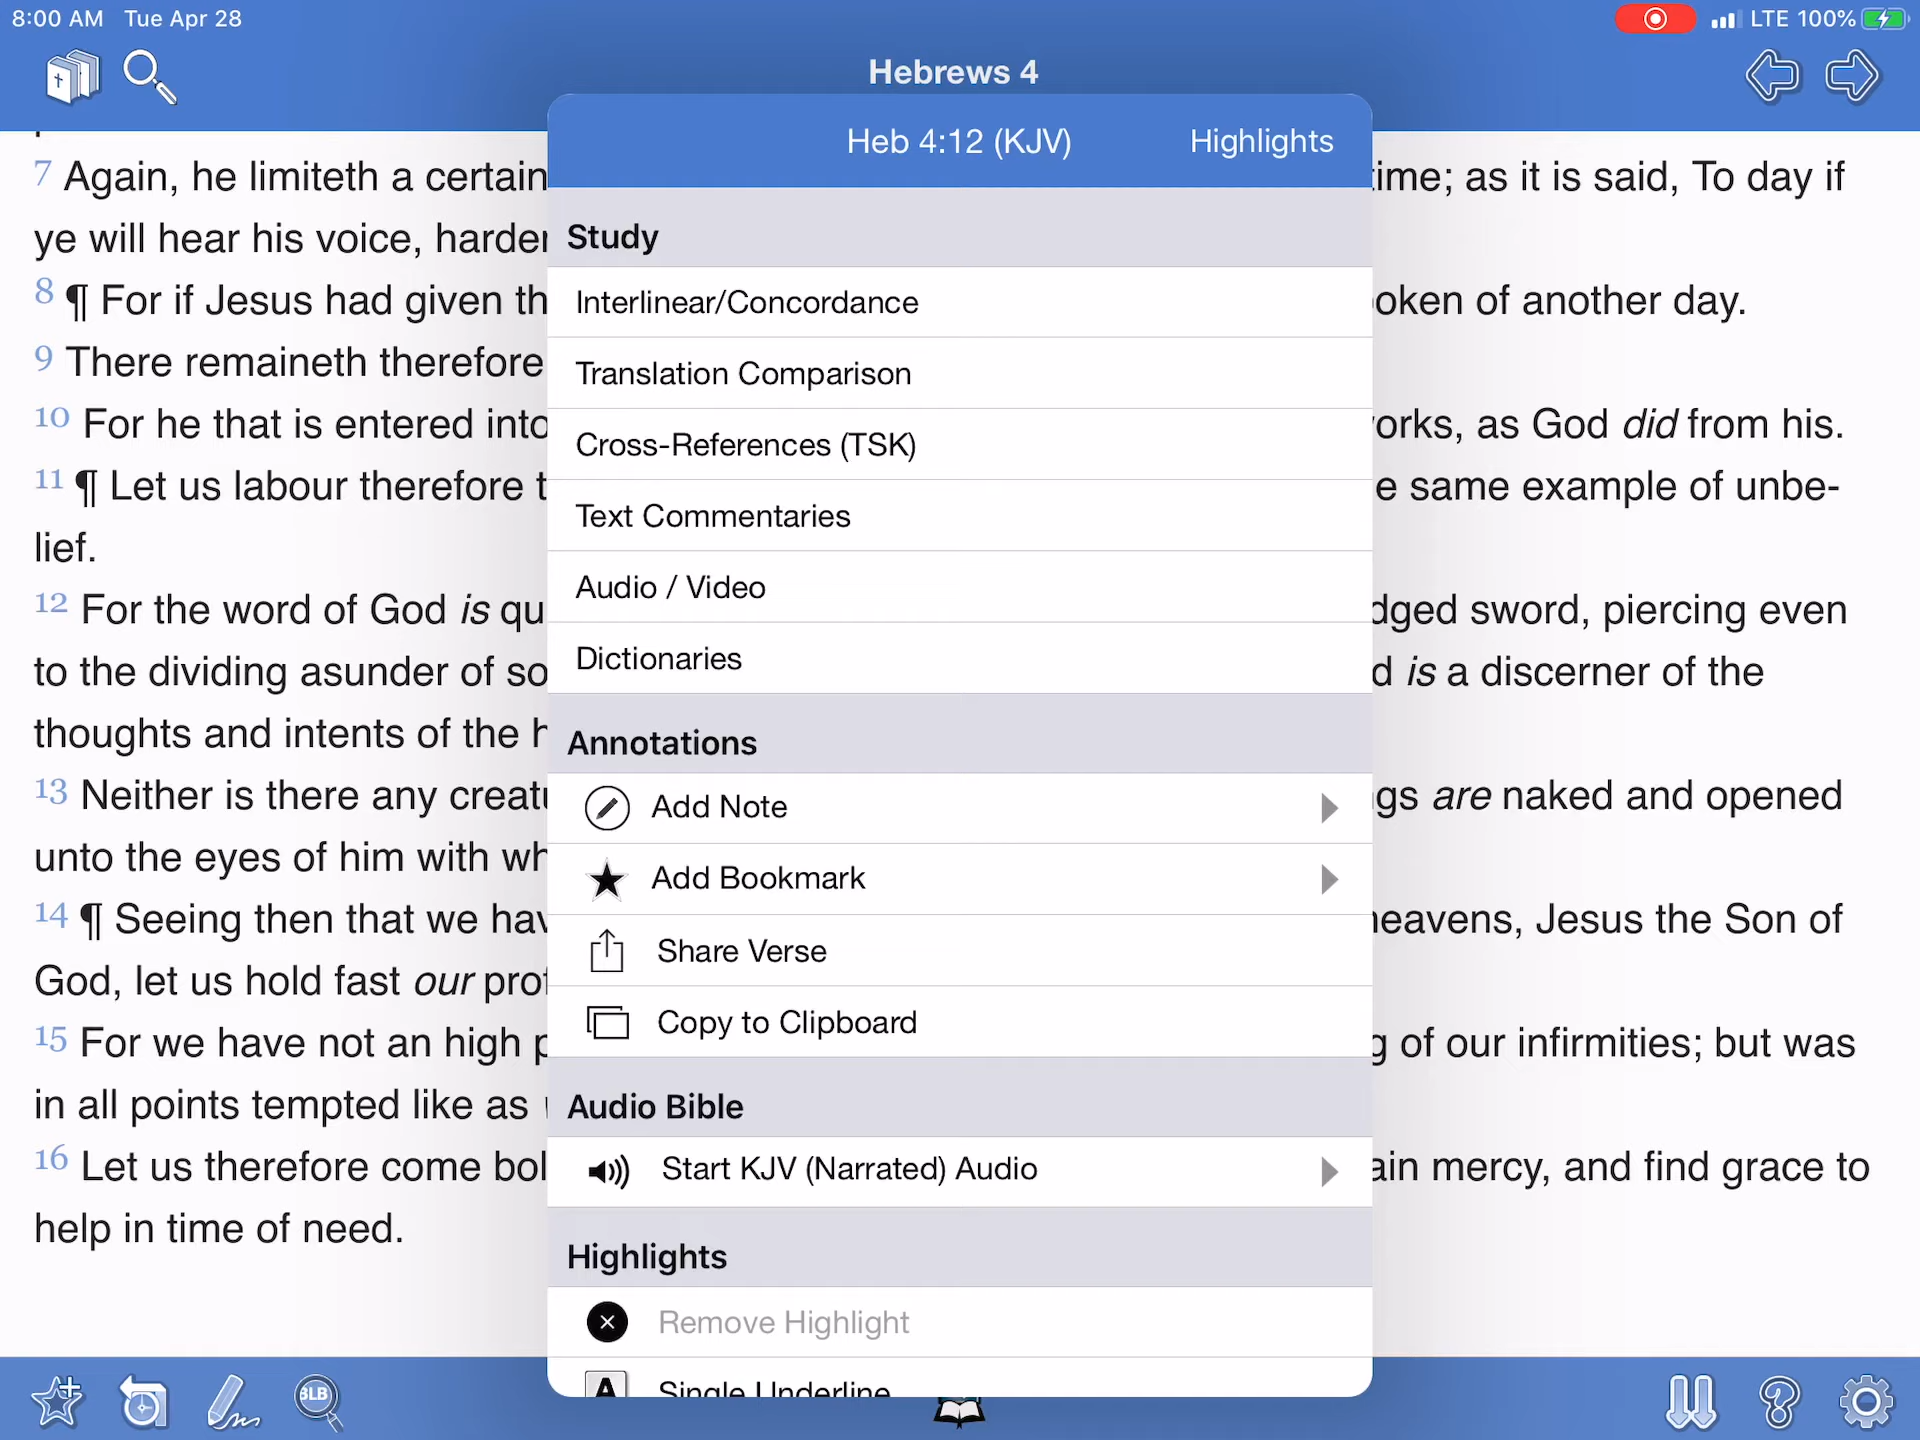 8:00 AM Tue Apr 28 LTE 100%
Hebrews 4
Heb 4:12 (KJV) Highlights
7 Again, he limiteth a certain
ime; as it is said, To day if
ye will hear his voice, harden
8 ¶ For if Jesus had given th
oken of another day.
9 There remaineth therefore
10 For he that is entered into
orks, as God did from his.
11 ¶ Let us labour therefore t
e same example of unbe-
lief.
12 For the word of God is qu
dged sword, piercing even
to the dividing asunder of so
d is a discerner of the
thoughts and intents of the h
13 Neither is there any creatu
gs are naked and opened
unto the eyes of him with wh
14 ¶ Seeing then that we hav
heavens, Jesus the Son of
God, let us hold fast our prof
15 For we have not an high p
g of our infirmities; but was
in all points tempted like as
16 Let us therefore come bol
ain mercy, and find grace to
help in time of need.
Study
Interlinear/Concordance
Translation Comparison
Cross-References (TSK)
Text Commentaries
Audio / Video
Dictionaries
Annotations
Add Note
Add Bookmark
Share Verse
Copy to Clipboard
Audio Bible
Start KJV (Narrated) Audio
Highlights
Remove Highlight
A Single Underline
BLB